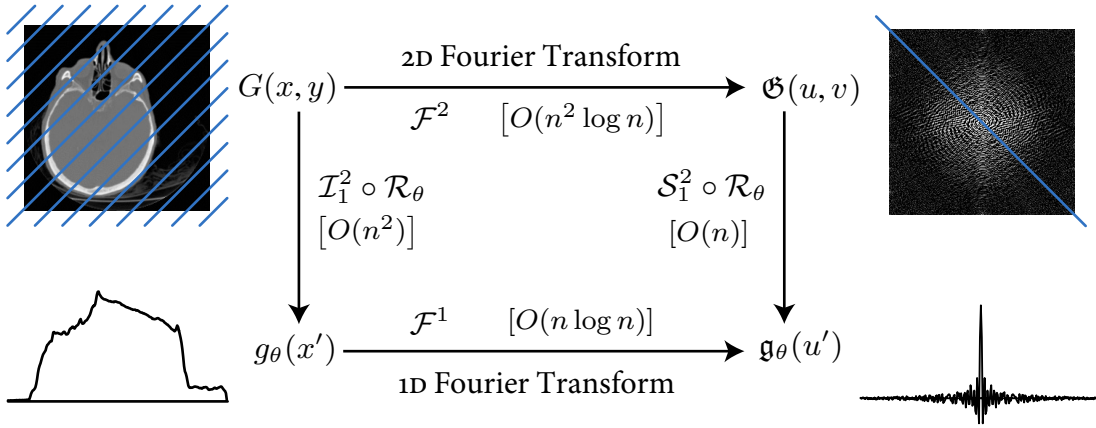 2D Fourier Transform
G(x, y) 𝔊(u, v)
ℱ² [O(n² log n)]
ℐ₁² ∘ ℛ_θ 𝒮₁² ∘ ℛ_θ
[O(n²)] [O(n)]
ℱ¹ [O(n log n)]
g_θ(x′) 𝔤_θ(u′)
1D Fourier Transform